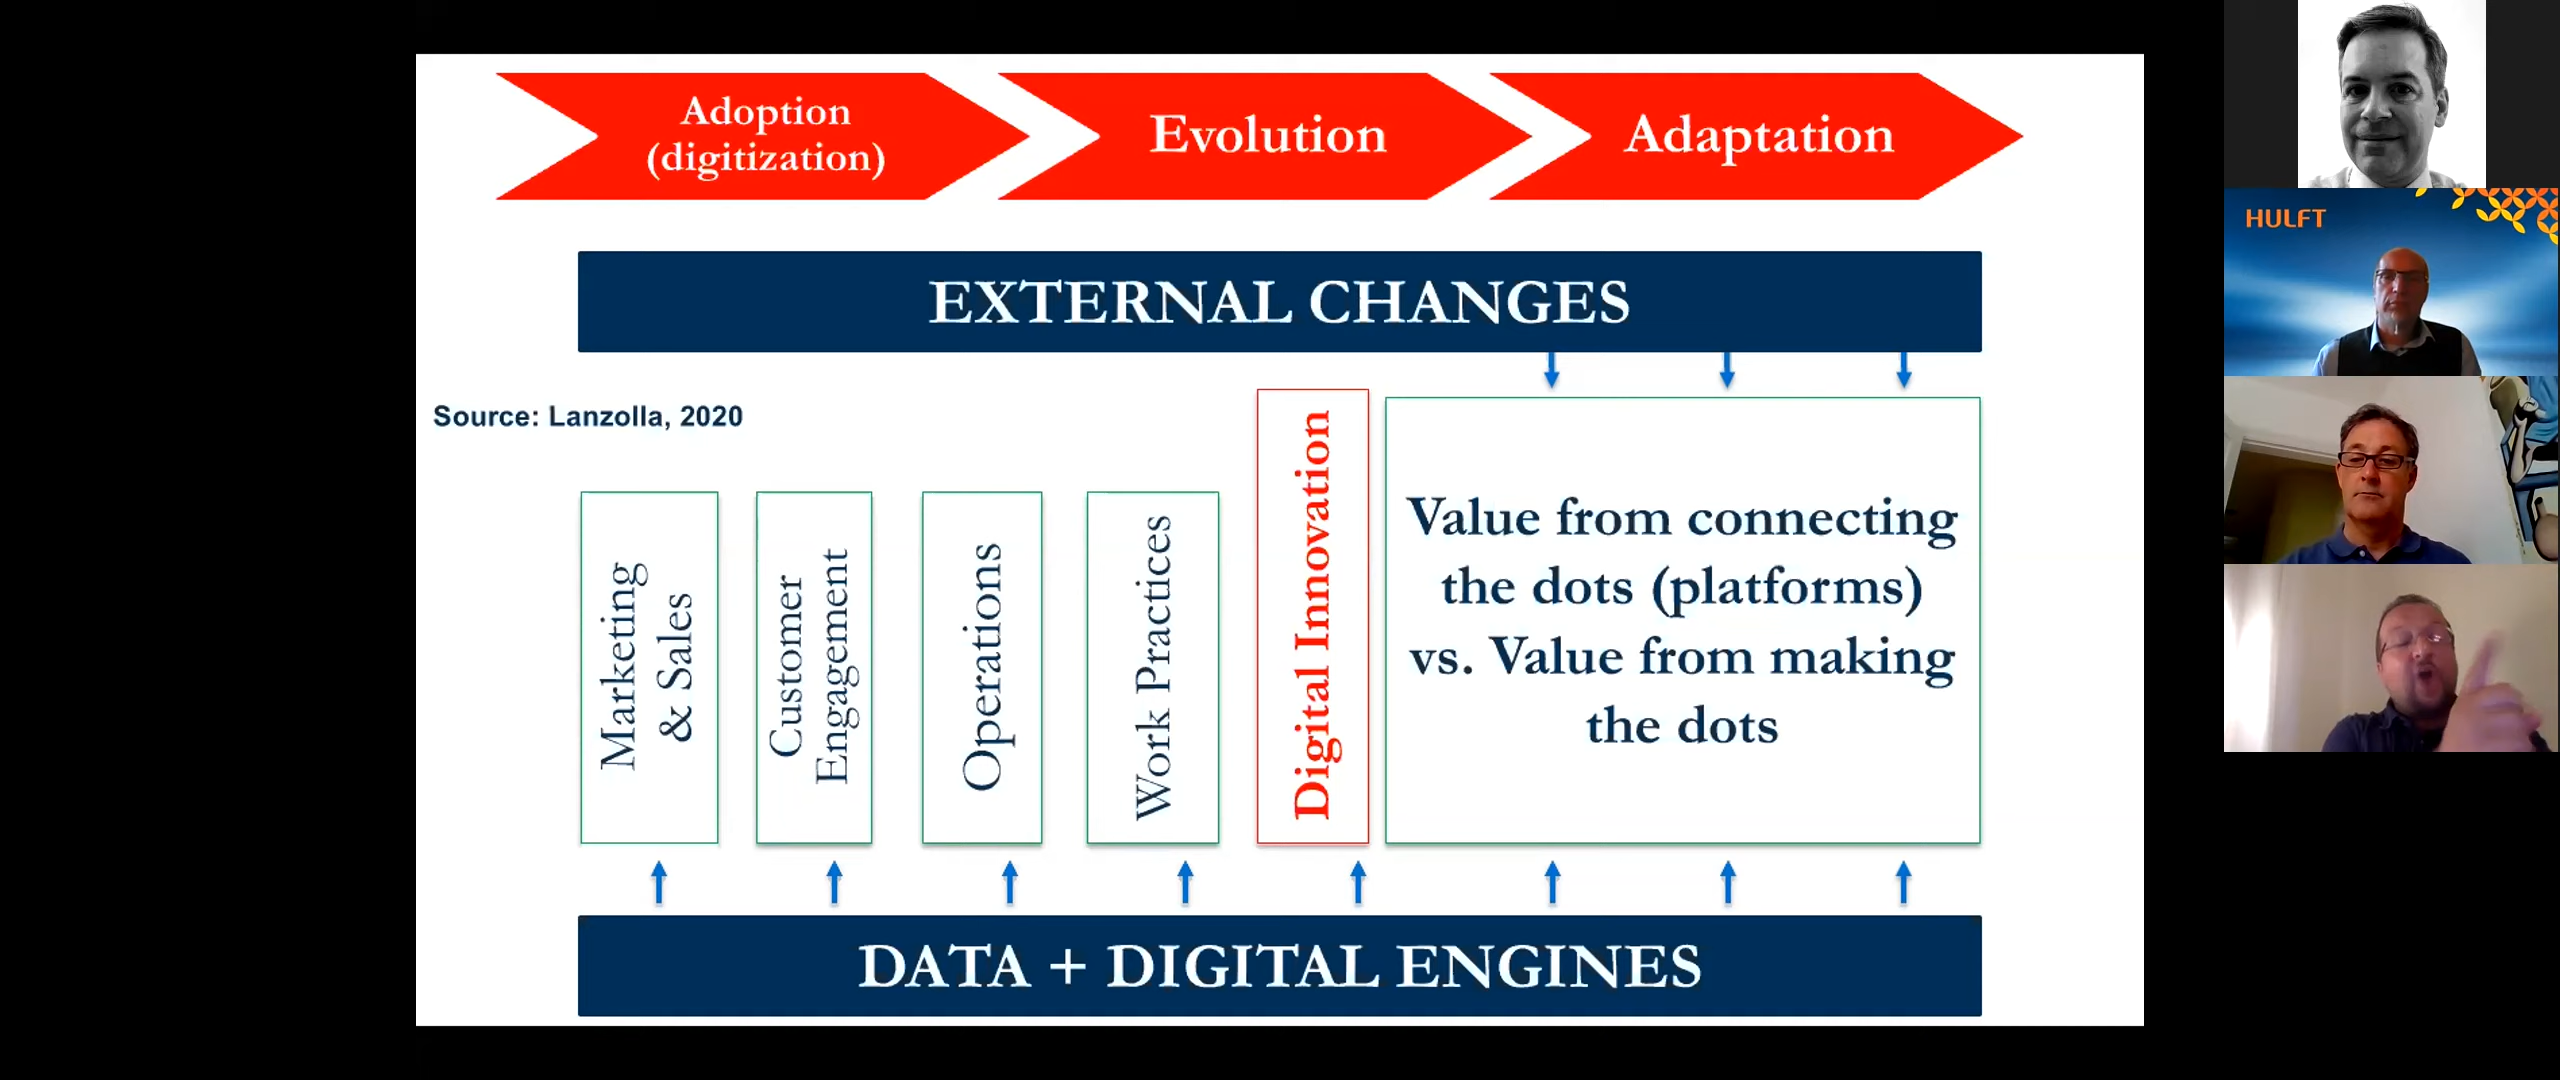 Adoption
(digitization)
Evolution
Adaptation
HULFT
EXTERNAL CHANGES
Source: Lanzolla, 2020
Marketing
& Sales
Customer
Engagement
Operations
Work Practices
Digital Innovation
Value from connecting
the dots (platforms)
vs. Value from making
the dots
DATA + DIGITAL ENGINES